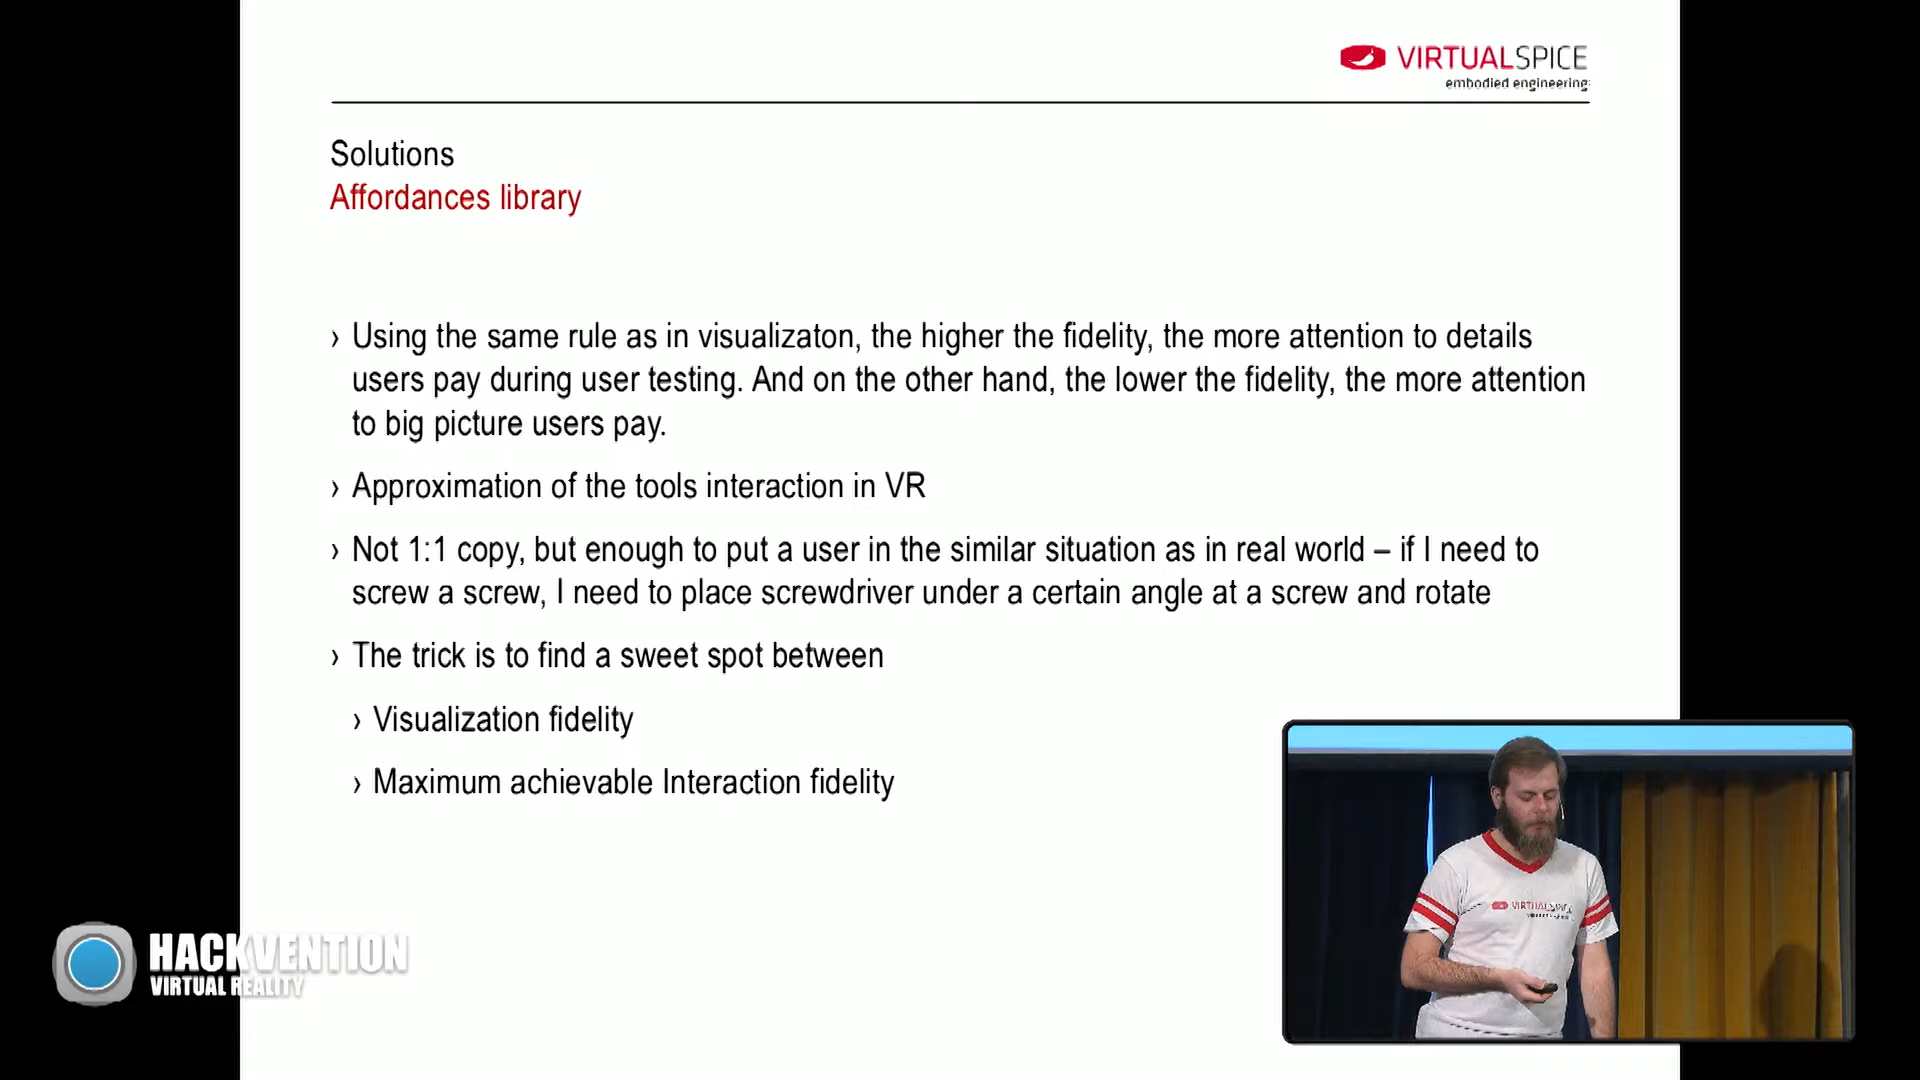 VIRTUALSPICE
embodied engineering
Solutions
Affordances library
› Using the same rule as in visualizaton, the higher the fidelity, the more attention to details
users pay during user testing. And on the other hand, the lower the fidelity, the more attention
to big picture users pay.
› Approximation of the tools interaction in VR
› Not 1:1 copy, but enough to put a user in the similar situation as in real world – if I need to
screw a screw, I need to place screwdriver under a certain angle at a screw and rotate
› The trick is to find a sweet spot between
› Visualization fidelity
› Maximum achievable Interaction fidelity
VIRTUALSPICE
HACKVENTION
VIRTUAL REALITY